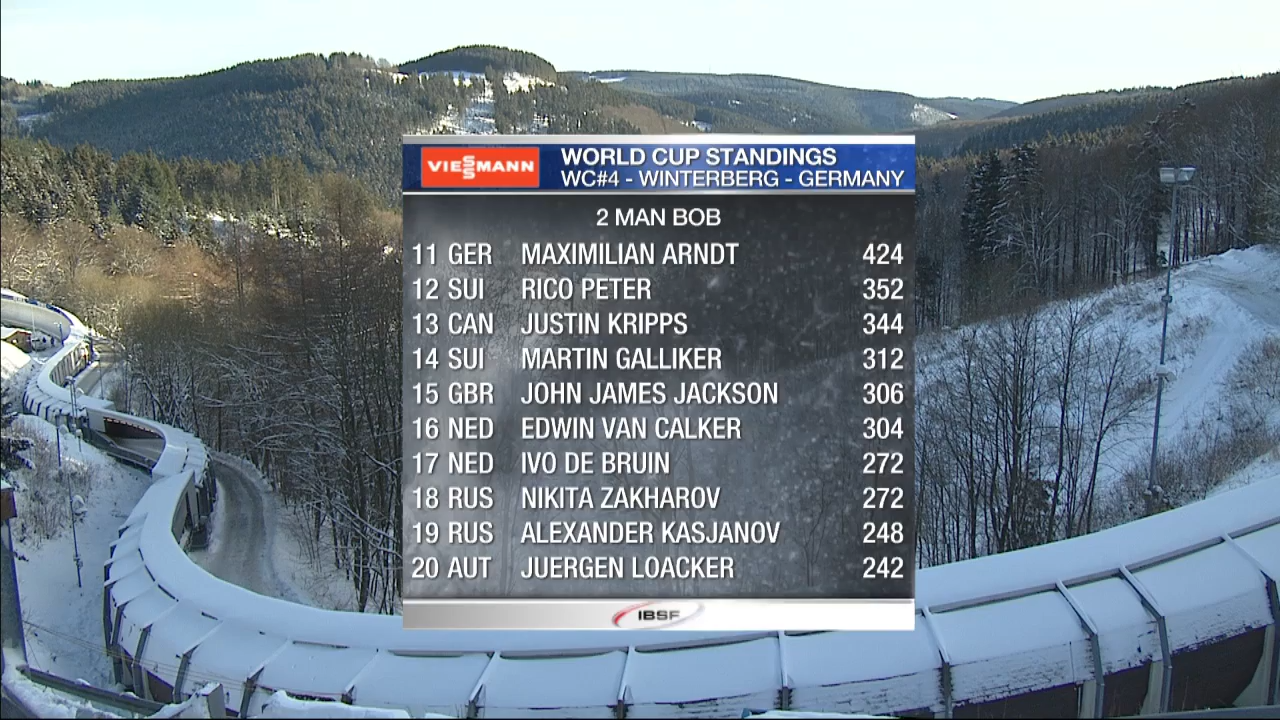 VIESSMANN
WORLD CUP STANDINGS
WC#4 - WINTERBERG - GERMANY
2 MAN BOB
11 GER MAXIMILIAN ARNDT 424
12 SUI RICO PETER 352
13 CAN JUSTIN KRIPPS 344
14 SUI MARTIN GALLIKER 312
15 GBR JOHN JAMES JACKSON 306
16 NED EDWIN VAN CALKER 304
17 NED IVO DE BRUIN 272
18 RUS NIKITA ZAKHAROV 272
19 RUS ALEXANDER KASJANOV 248
20 AUT JUERGEN LOACKER 242
IBSF